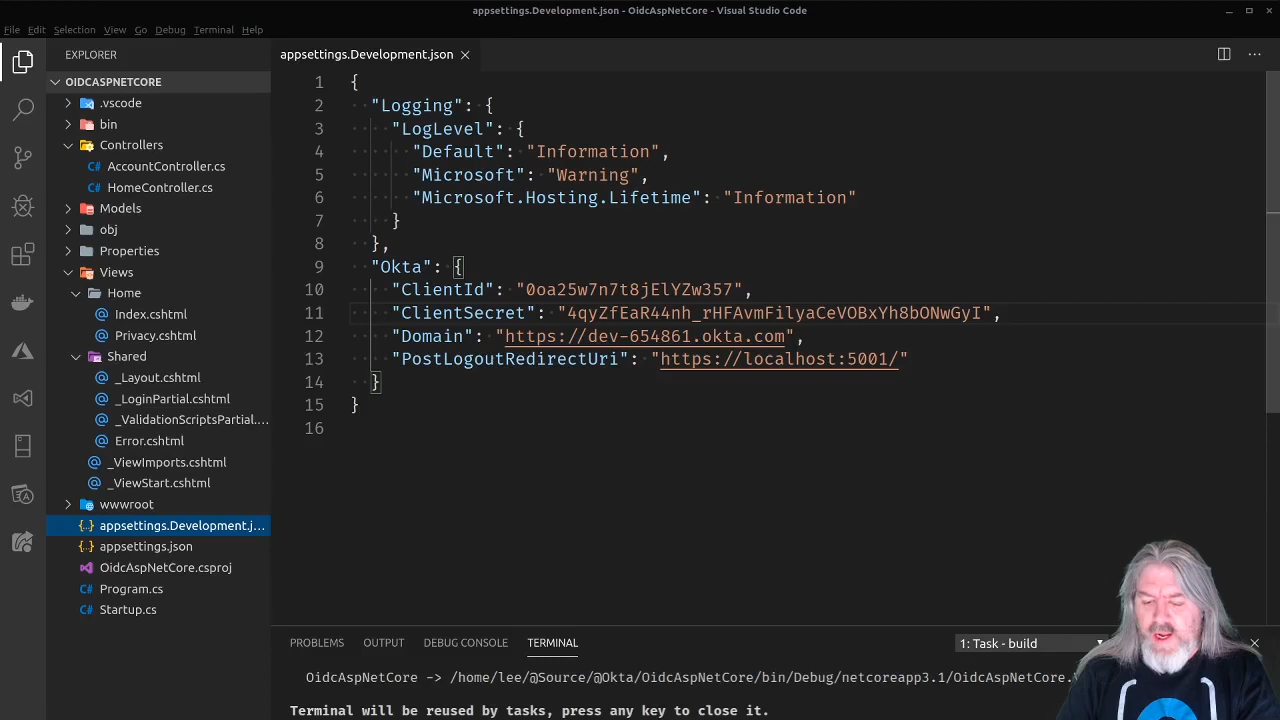 appsettings.Development.json - OidcAspNetCore - Visual Studio Code
File Edit Selection View Go Debug Terminal Help
EXPLORER
appsettings.Development.json
OIDCASPNETCORE
.vscode
bin
Controllers
AccountController.cs
HomeController.cs
Models
obj
Properties
Views
Home
Index.cshtml
Privacy.cshtml
Shared
_Layout.cshtml
_LoginPartial.cshtml
_ValidationScriptsPartial....
Error.cshtml
_ViewImports.cshtml
_ViewStart.cshtml
wwwroot
appsettings.Development.j...
appsettings.json
OidcAspNetCore.csproj
Program.cs
Startup.cs
1 {
2 "Logging": {
3 "LogLevel": {
4 "Default": "Information",
5 "Microsoft": "Warning",
6 "Microsoft.Hosting.Lifetime": "Information"
7 }
8 },
9 "Okta": {
10 "ClientId": "0oa25w7n7t8jElYZw357",
11 "ClientSecret": "4qyZfEaR44nh_rHFAvmFilyaCeVOBxYh8bONwGyI",
12 "Domain": "https://dev-654861.okta.com",
13 "PostLogoutRedirectUri": "https://localhost:5001/"
14 }
15 }
16
PROBLEMS OUTPUT DEBUG CONSOLE TERMINAL 1: Task - build
OidcAspNetCore -> /home/lee/@Source/@Okta/OidcAspNetCore/bin/Debug/netcoreapp3.1/OidcAspNetCore.
Terminal will be reused by tasks, press any key to close it.